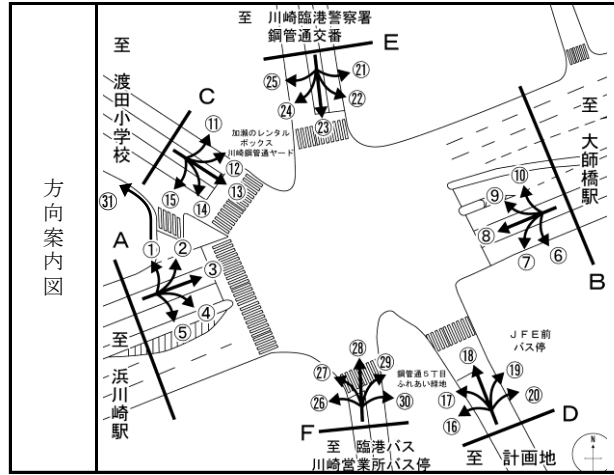 方向案内図
至 川崎臨港警察署
鋼管通交番
E
至 渡田小学校
C
加瀬のレンタル
ボックス
川崎鋼管通ヤード
㉕
㉔
㉓
㉒
㉑
⑪
⑫
⑬
⑭
⑮
㉛
A
①
②
③
④
⑤
至 浜川崎駅
至 大師橋駅
⑩
⑨
⑧
⑦
⑥
B
JFE前
バス停
鋼管通5丁目
ふれあい緑地
㉘
㉙
㉗
㉖
㉚
F
至 臨港バス
川崎営業所バス停
⑱
⑲
⑰
⑳
⑯
D
至 計画地
N